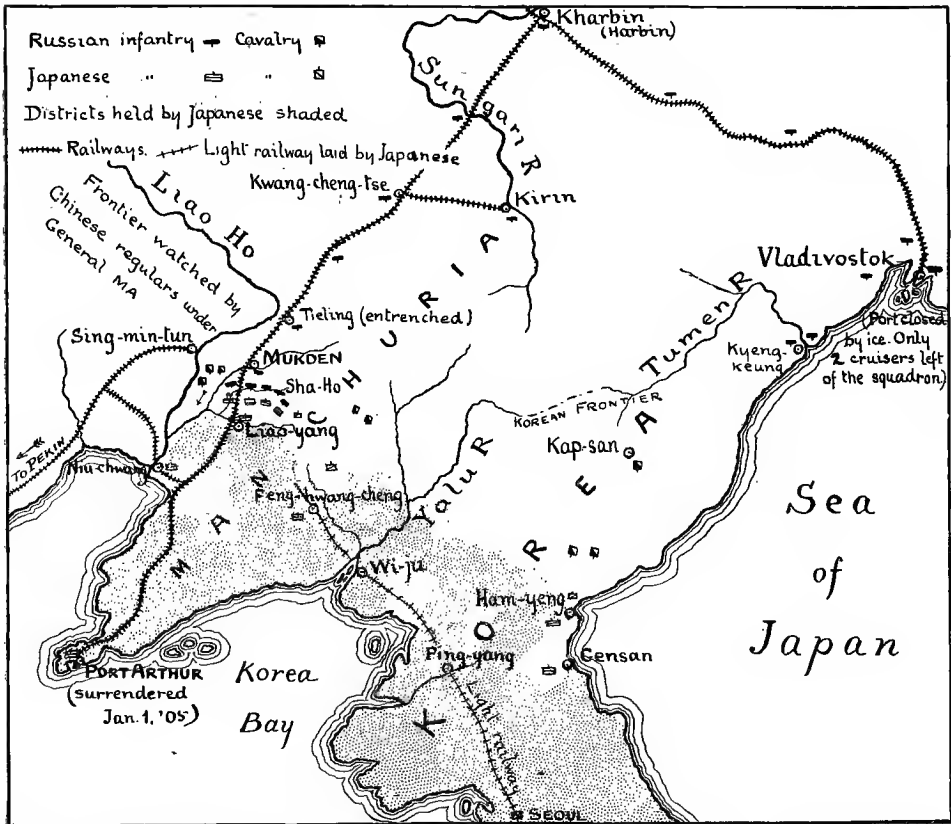 Kharbin
(Harbin)
Russian infantry Cavalry
Japanese " "
Districts held by Japanese shaded
Railways. Light railway laid by Japanese
Sungari R
Kwang-cheng-tse
Kirin
LIAO HO
Frontier watched by
Chinese regulars under
General MA
Vladivostok
(Port closed
by ice. Only
2 cruisers left
of the squadron)
Tieling (entrenched)
Sing-min-tun
MUKDEN
Sha-Ho
Liao-yang
TO PEKIN
Niu-chwang
MANCHURIA
Tumen R
Kyeng-
keung
KOREAN FRONTIER
Kap-san
Feng-hwang-cheng
Yalu R
Wi-ju
KOREA
Ham-yeng
Gensan
Ping-yang
Light railway
SEOUL
PORT ARTHUR
(surrendered
Jan. 1, '05)
Korea
Bay
Sea
of
Japan